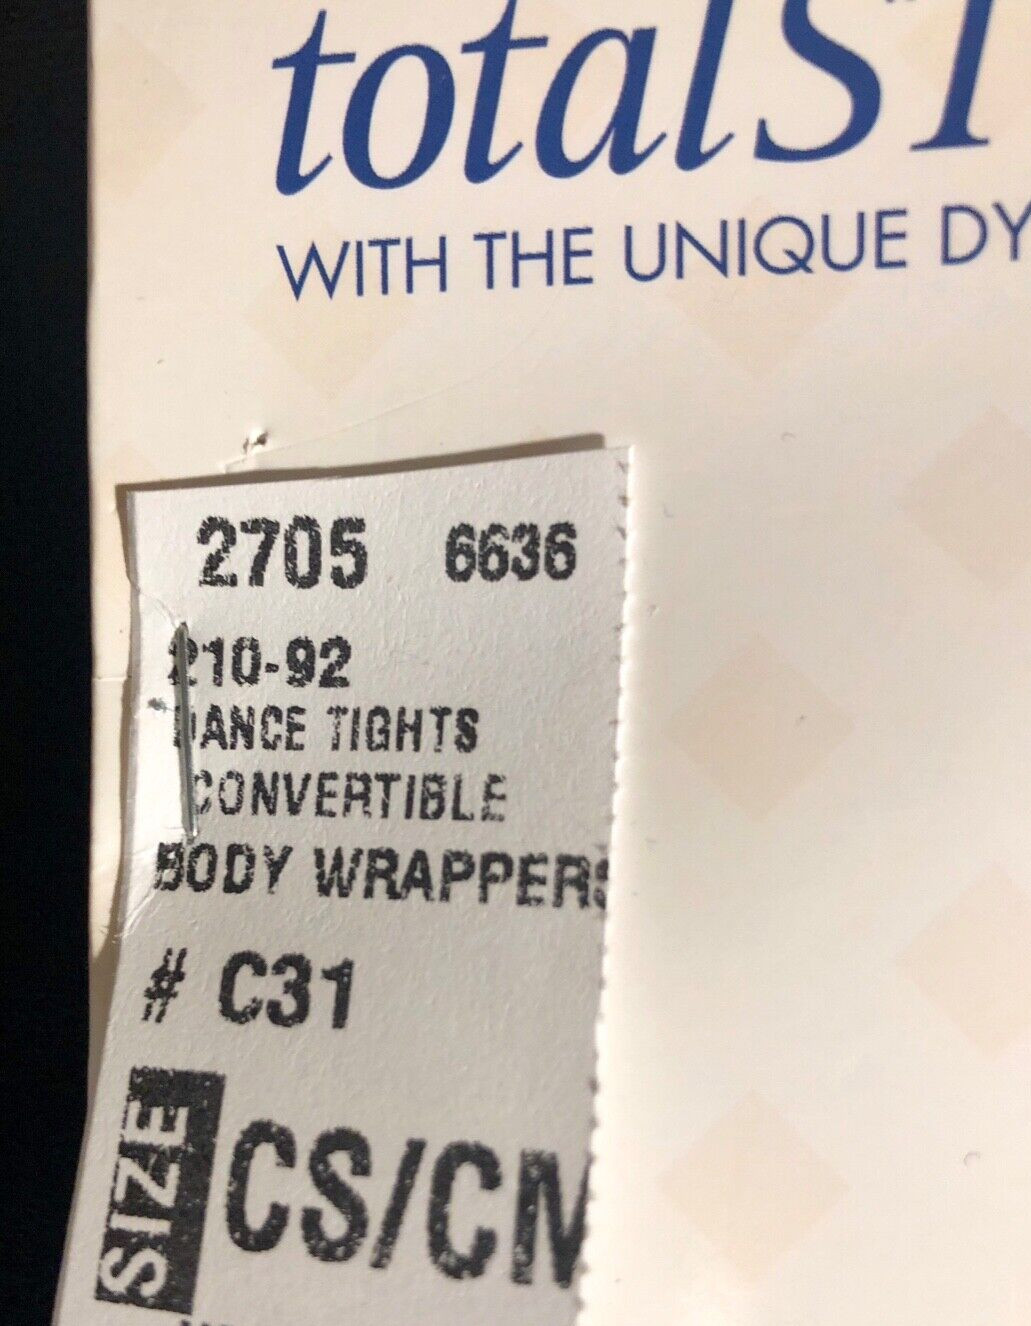 totalST
WITH THE UNIQUE DY
2705 6636
210-92
DANCE TIGHTS
CONVERTIBLE
BODY WRAPPERS
# C31
SIZE CS/CM